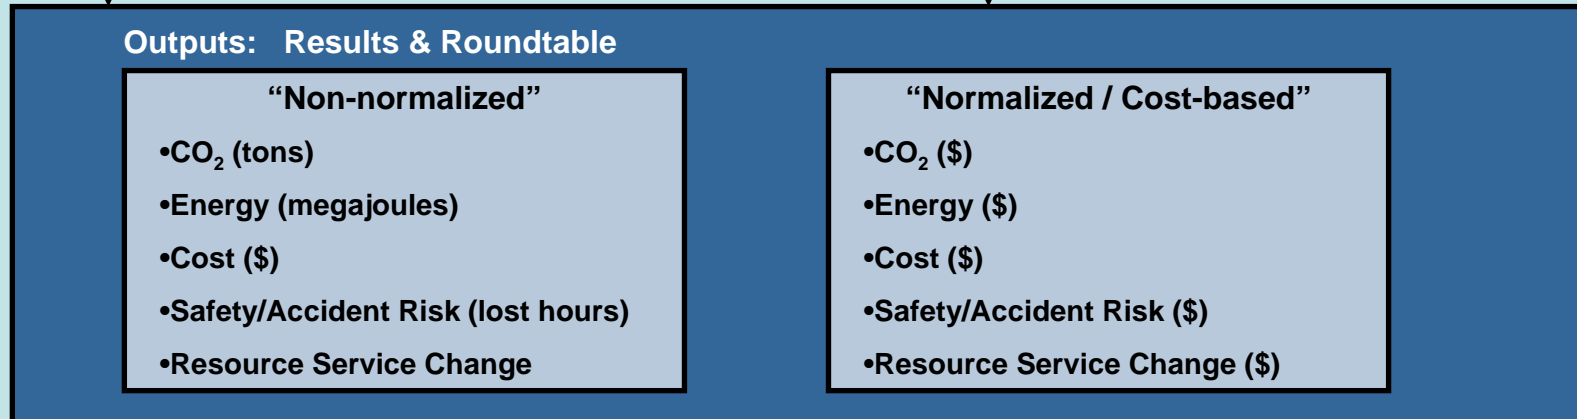 Outputs:   Results & Roundtable
“Non-normalized”
•CO₂ (tons)
•Energy (megajoules)
•Cost ($)
•Safety/Accident Risk (lost hours)
•Resource Service Change
“Normalized / Cost-based”
•CO₂ ($)
•Energy ($)
•Cost ($)
•Safety/Accident Risk ($)
•Resource Service Change ($)